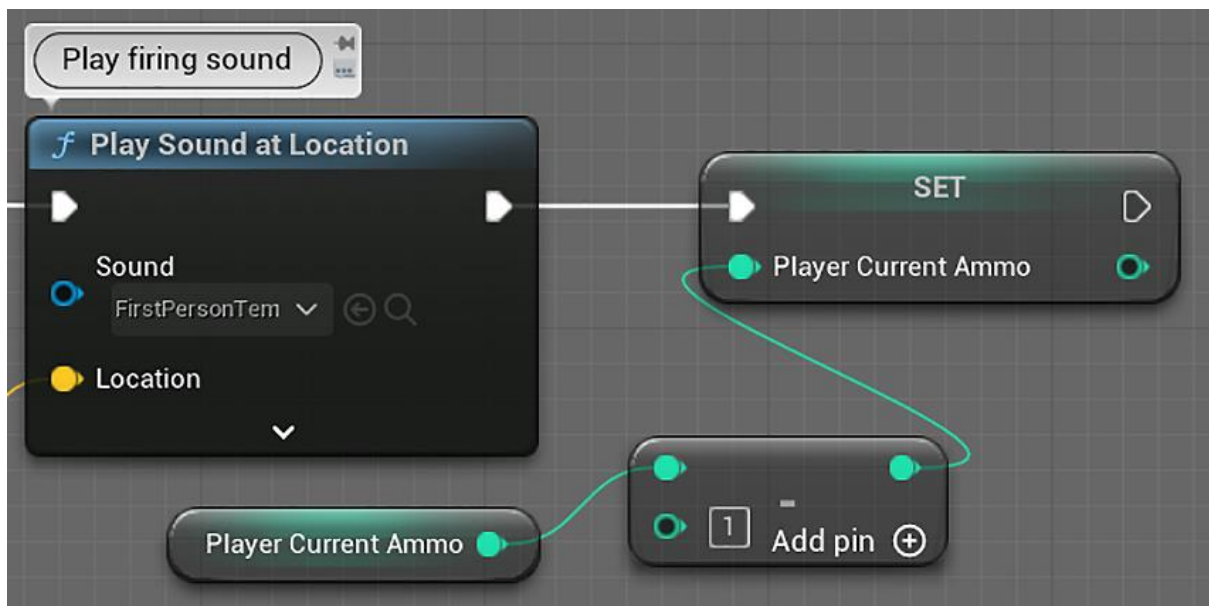 Play firing sound
f Play Sound at Location
SET
Sound
Player Current Ammo
FirstPersonTem
Location
Player Current Ammo
1
-
Add pin